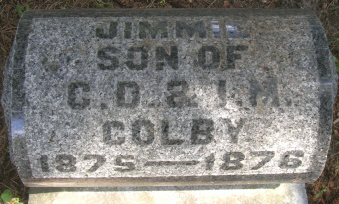 JIMMIE
SON OF
C. D. & I. M.
COLBY
1875 — 1876